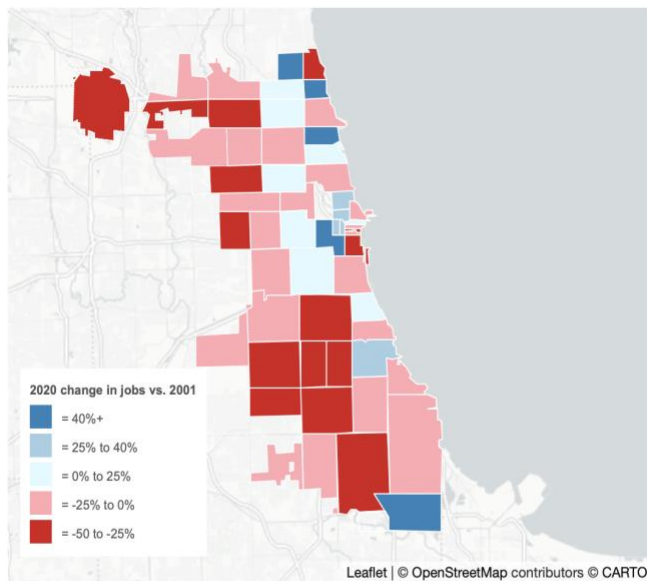 2020 change in jobs vs. 2001
= 40%+
= 25% to 40%
= 0% to 25%
= -25% to 0%
= -50 to -25%
Leaflet | © OpenStreetMap contributors © CARTO